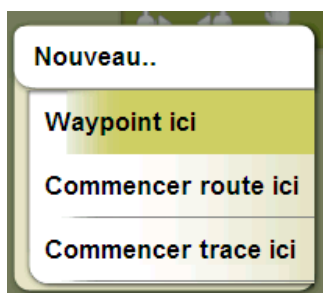 Nouveau..
Waypoint ici
Commencer route ici
Commencer trace ici